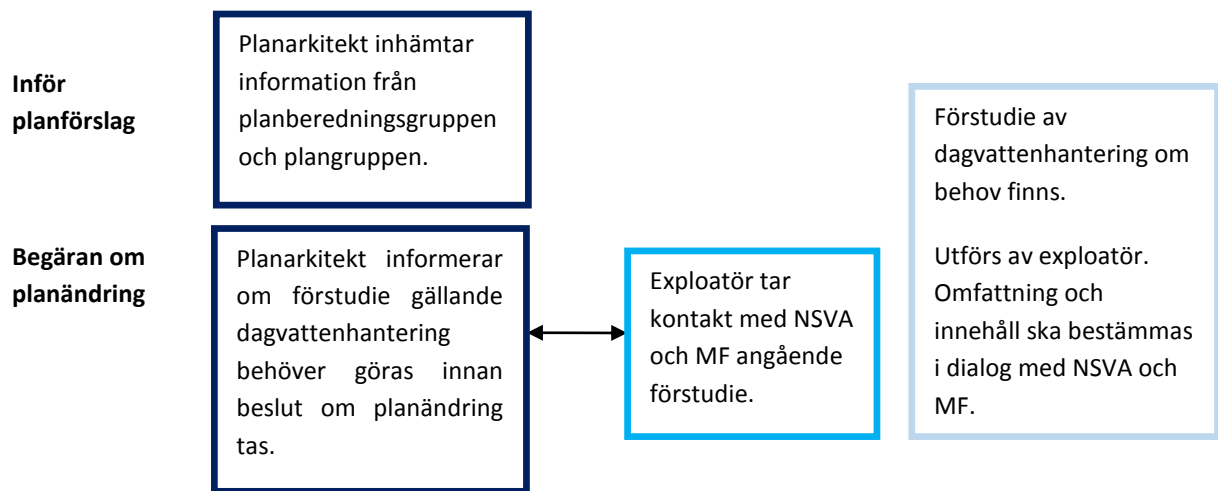 Inför
planförslag
Planarkitekt inhämtar
information från
planberedningsgruppen
och plangruppen.
Begäran om
planändring
Planarkitekt informerar
om förstudie gällande
dagvattenhantering
behöver göras innan
beslut om planändring
tas.
Exploatör tar
kontakt med NSVA
och MF angående
förstudie.
Förstudie av
dagvattenhantering om
behov finns.
Utförs av exploatör.
Omfattning och
innehåll ska bestämmas
i dialog med NSVA och
MF.